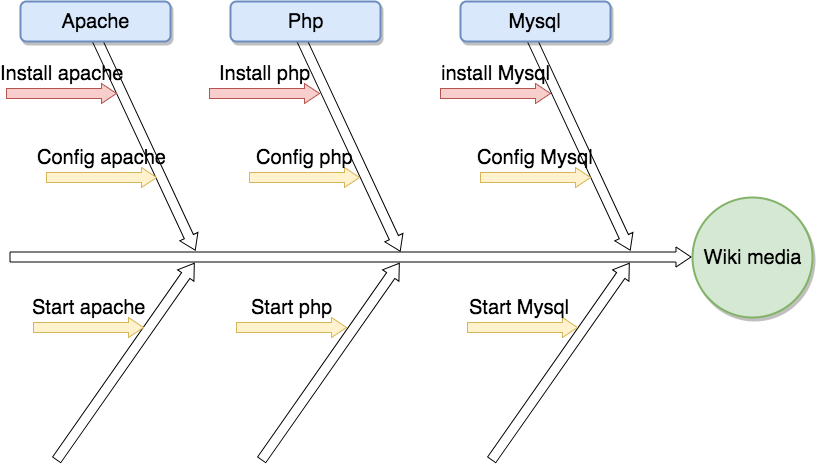 Apache
Php
Mysql
Install apache
Install php
install Mysql
Config apache
Config php
Config Mysql
Wiki media
Start apache
Start php
Start Mysql